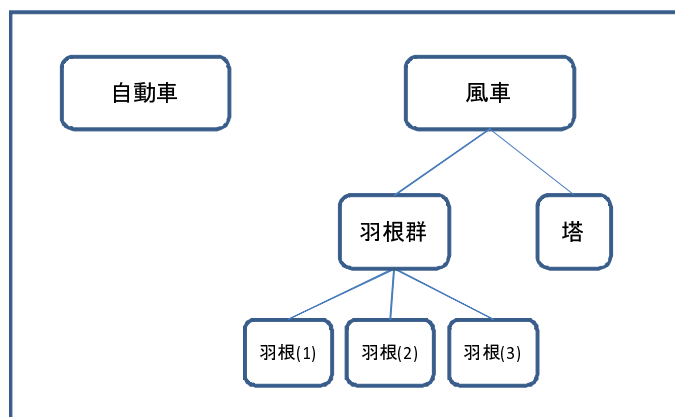 自動車
風車
羽根群
塔
羽根(1)
羽根(2)
羽根(3)